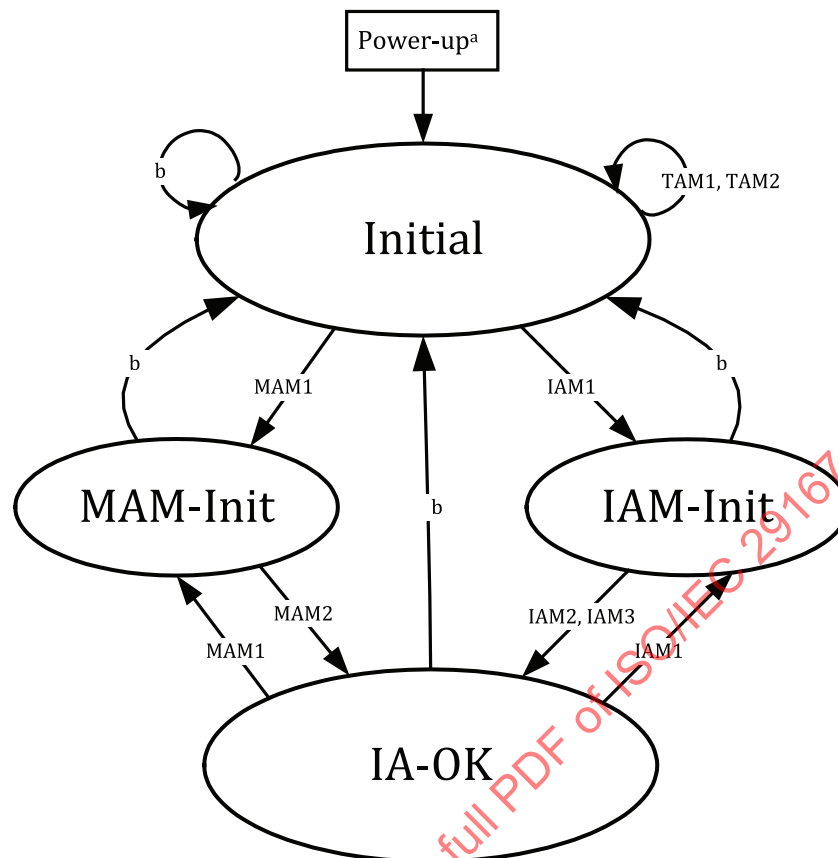 Power-upᵃ
b
TAM1, TAM2
Initial
b
b
MAM1
IAM1
MAM-Init
b
IAM-Init
MAM2
IAM2, IAM3
MAM1
IAM1
IA-OK
full PDF of ISO/IEC 29167